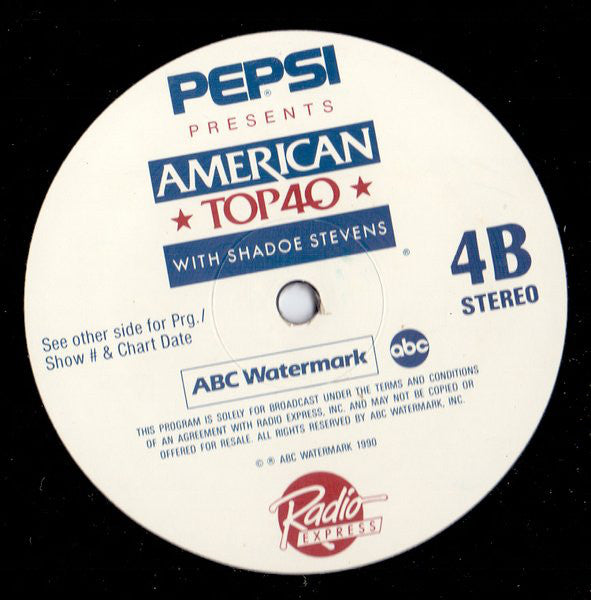 PEPSI®
PRESENTS
AMERICAN
★ TOP 40 ★
WITH SHADOE STEVENS
®
4B
STEREO
See other side for Prg./
Show # & Chart Date
ABC Watermark
abc
THIS PROGRAM IS SOLELY FOR BROADCAST UNDER THE TERMS AND CONDITIONS
OF AN AGREEMENT WITH RADIO EXPRESS, INC. AND MAY NOT BE COPIED OR
OFFERED FOR RESALE. ALL RIGHTS RESERVED BY ABC WATERMARK, INC.
© ℗ ABC WATERMARK 1990
Radio
EXPRESS